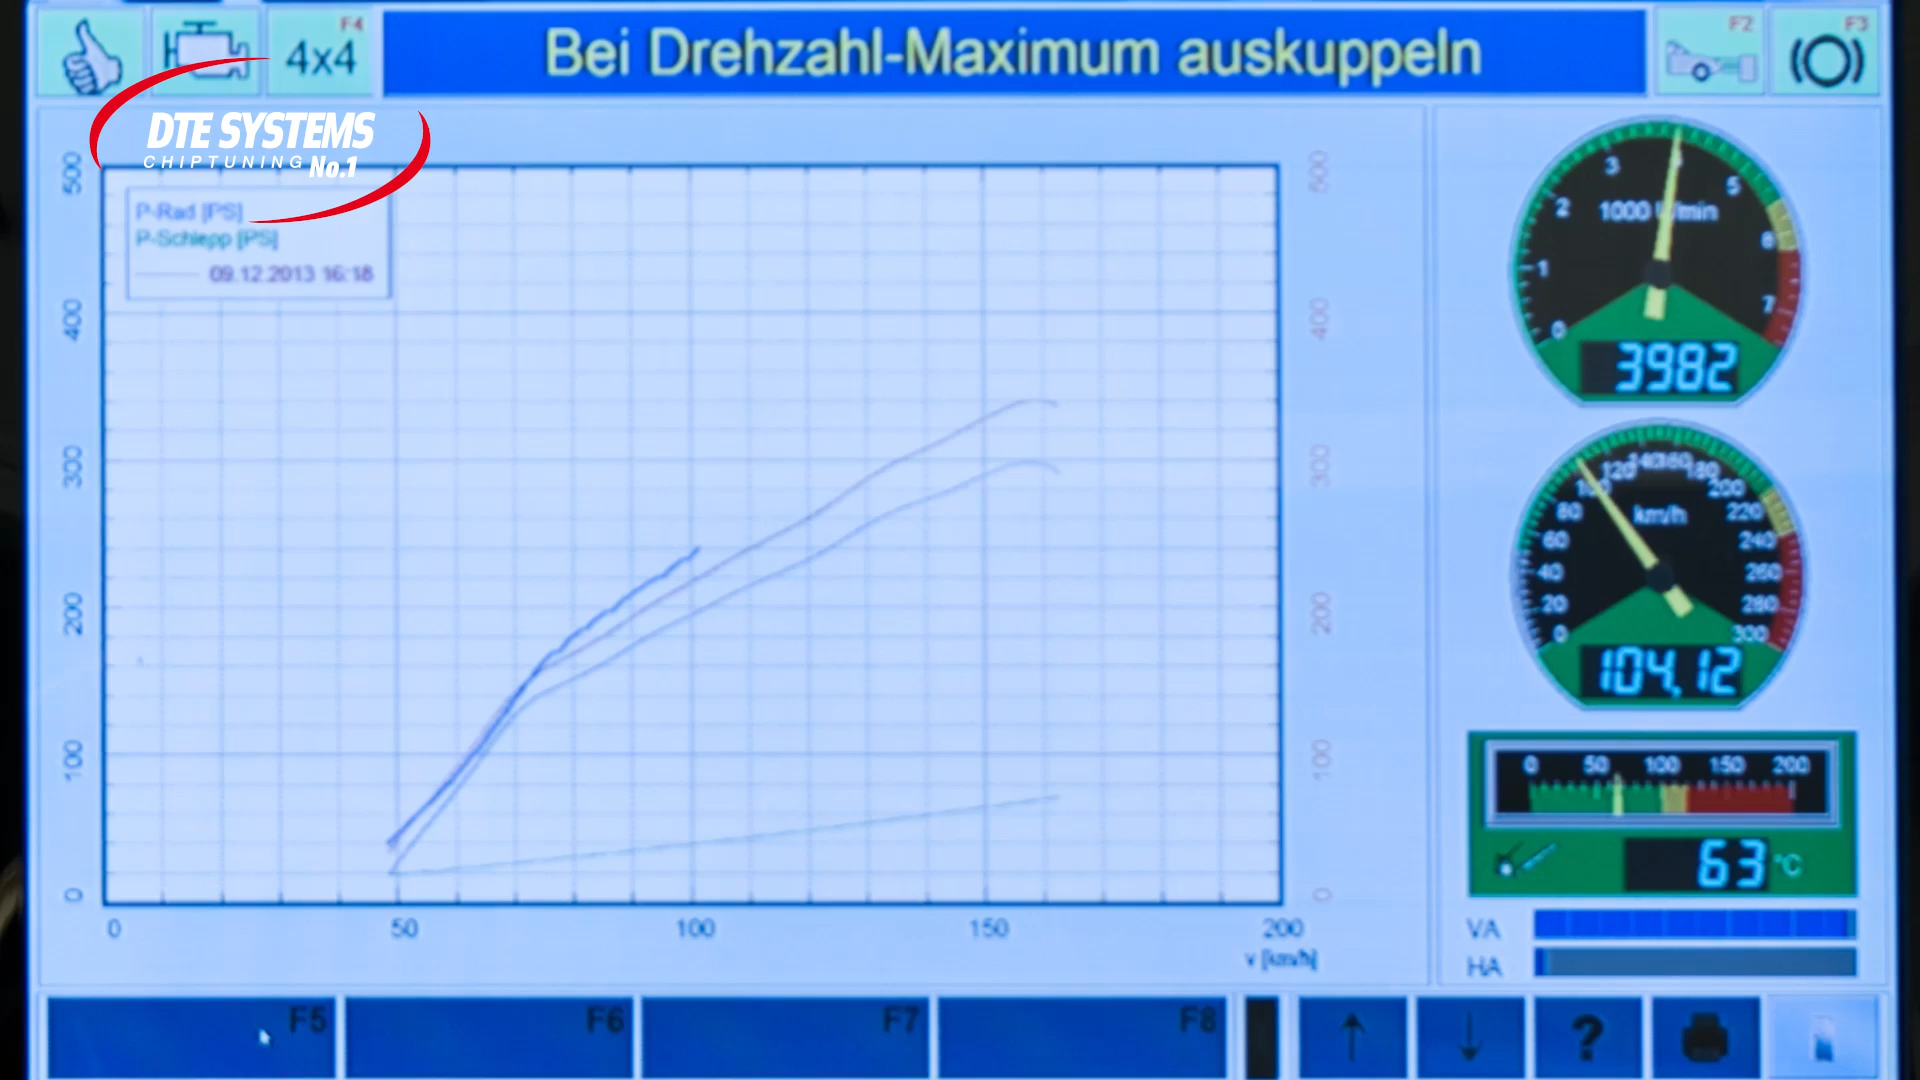 F4
4x4
Bei Drehzahl-Maximum auskuppeln
F2
F3
DTE SYSTEMS
CHIPTUNING No.1
P-Rad [PS]
P-Schlepp [PS]
09.12.2013 16:18
500
400
300
200
100
0
500
400
300
200
100
0
0 50 100 150 200
v [km/h]
0 1 2 3 4 5 6 7
1000 U/min
3982
0 20 40 60 80 100 120 140 160 180 200 220 240 260 280 300
km/h
104,12
0 50 100 150 200
63 °C
VA
HA
F5 F6 F7 F8 ↑ ↓ ?